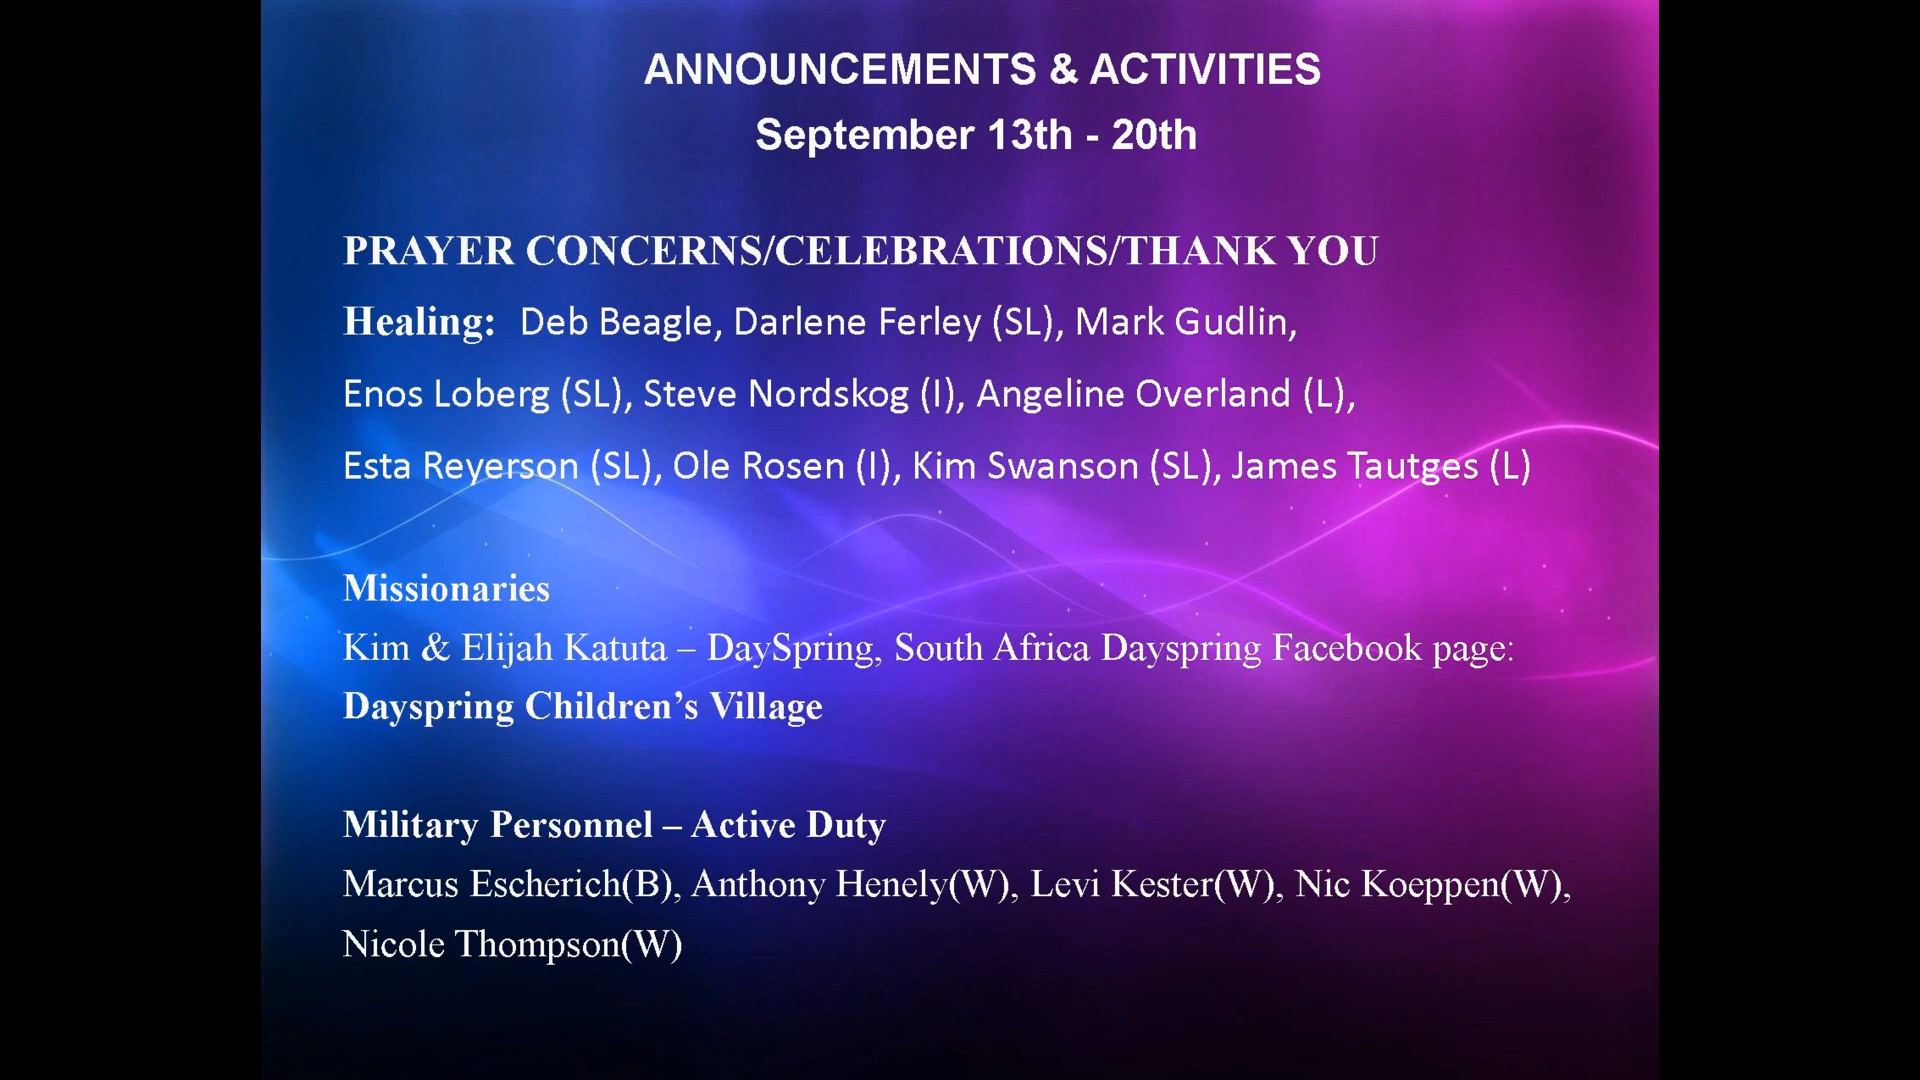 ANNOUNCEMENTS & ACTIVITIES
September 13th - 20th
PRAYER CONCERNS/CELEBRATIONS/THANK YOU
Healing: Deb Beagle, Darlene Ferley (SL), Mark Gudlin,
Enos Loberg (SL), Steve Nordskog (I), Angeline Overland (L),
Esta Reyerson (SL), Ole Rosen (I), Kim Swanson (SL), James Tautges (L)
Missionaries
Kim & Elijah Katuta – DaySpring, South Africa Dayspring Facebook page:
Dayspring Children’s Village
Military Personnel – Active Duty
Marcus Escherich(B), Anthony Henely(W), Levi Kester(W), Nic Koeppen(W),
Nicole Thompson(W)